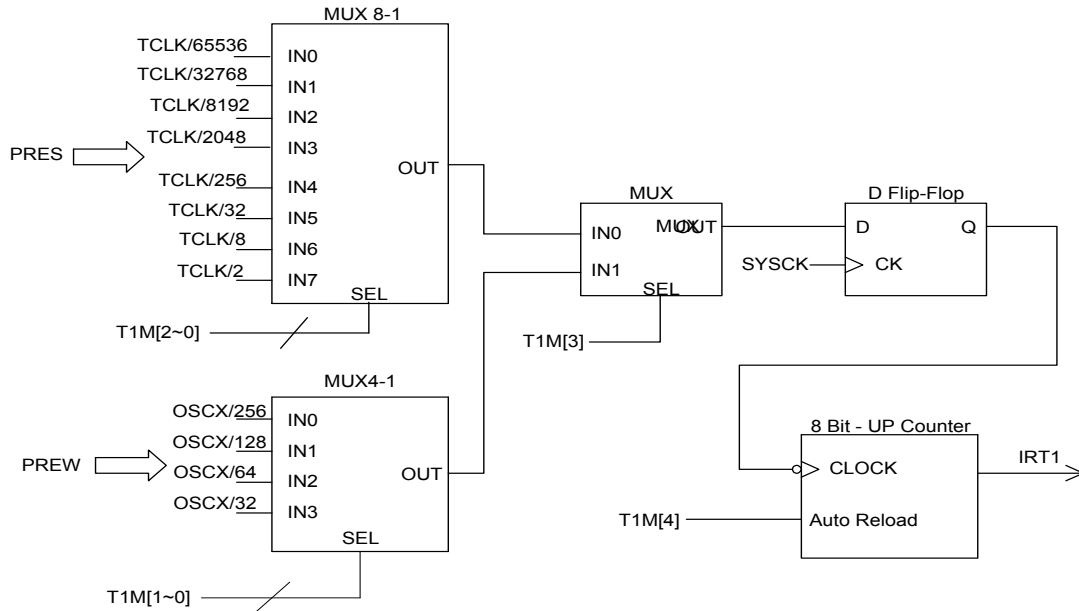 MUX 8-1
TCLK/65536
IN0
TCLK/32768
IN1
TCLK/8192
IN2
TCLK/2048
IN3
PRES
OUT
TCLK/256
IN4
TCLK/32
IN5
TCLK/8
IN6
TCLK/2
IN7
SEL
T1M[2~0]
MUX
IN0
MUX
OUT
IN1
SEL
T1M[3]
D Flip-Flop
D
Q
SYSCK
CK
MUX4-1
OSCX/256
IN0
OSCX/128
IN1
PREW
OUT
OSCX/64
IN2
OSCX/32
IN3
SEL
T1M[1~0]
8 Bit - UP Counter
CLOCK
IRT1
T1M[4]
Auto Reload